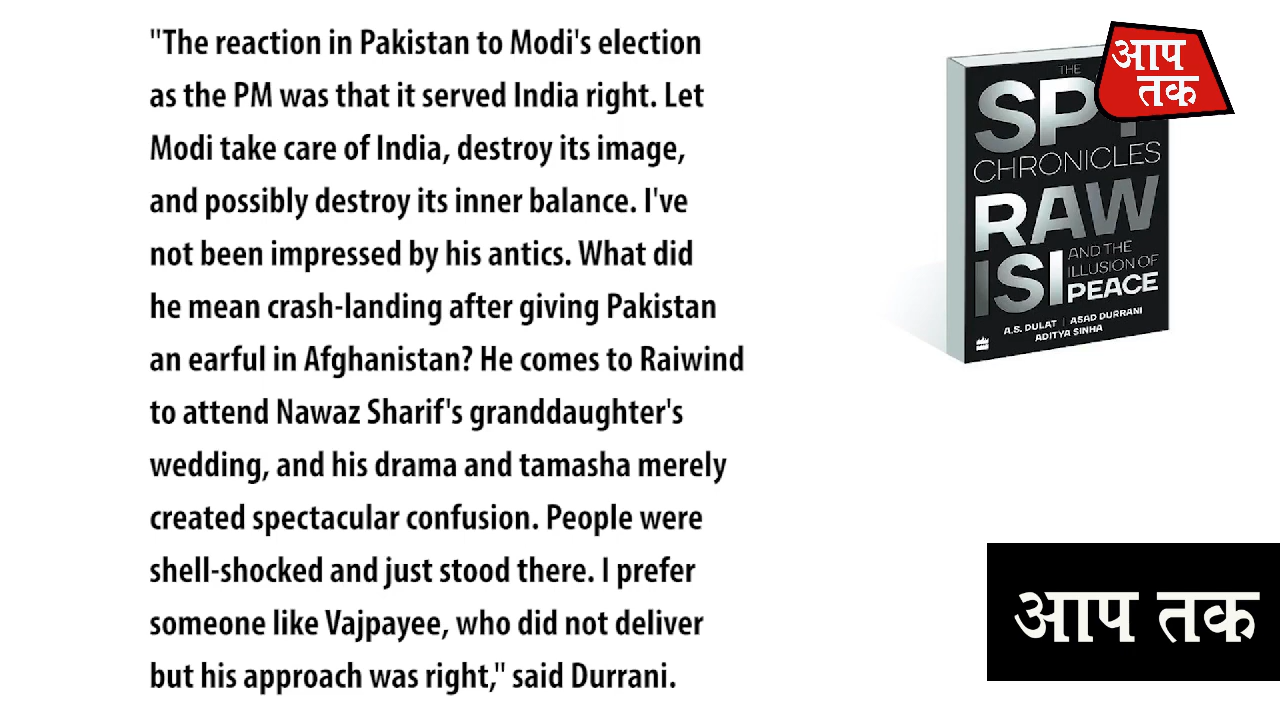 "The reaction in Pakistan to Modi's election
as the PM was that it served India right. Let
Modi take care of India, destroy its image,
and possibly destroy its inner balance. I've
not been impressed by his antics. What did
he mean crash-landing after giving Pakistan
an earful in Afghanistan? He comes to Raiwind
to attend Nawaz Sharif's granddaughter's
wedding, and his drama and tamasha merely
created spectacular confusion. People were
shell-shocked and just stood there. I prefer
someone like Vajpayee, who did not deliver
but his approach was right," said Durrani.
आप
तक
THE
SPY
CHRONICLES
RAW
ISI
AND THE
ILLUSION OF
PEACE
A.S. DULAT | ASAD DURRANI
ADITYA SINHA
आप तक